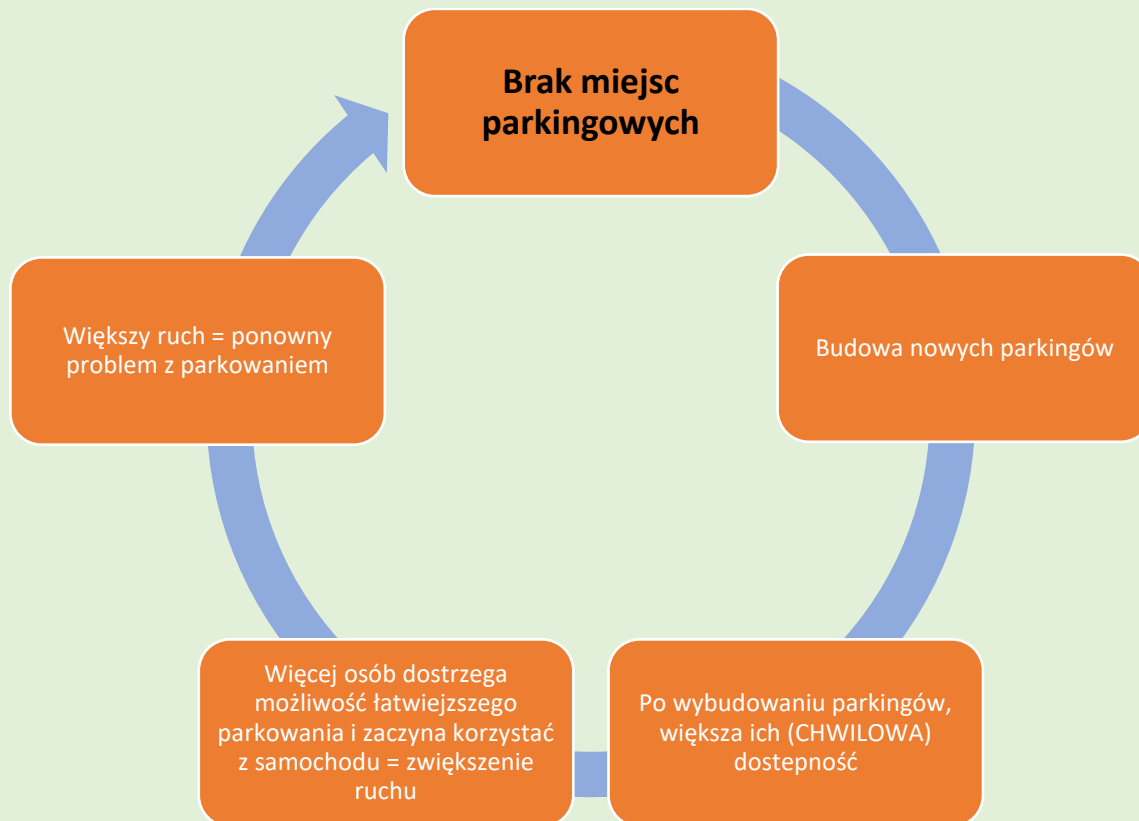 Brak miejsc
parkingowych
Budowa nowych parkingów
Po wybudowaniu parkingów,
większa ich (CHWILOWA)
dostepność
Więcej osób dostrzega
możliwość łatwiejzszego
parkowania i zaczyna korzystać
z samochodu = zwiększenie
ruchu
Większy ruch = ponowny
problem z parkowaniem